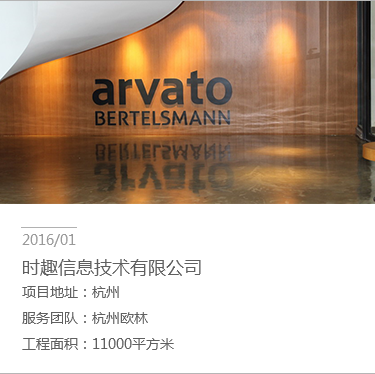 arvato
BERTELSMANN
2016/01
时趣信息技术有限公司
项目地址：杭州
服务团队：杭州欧林
工程面积：11000平方米